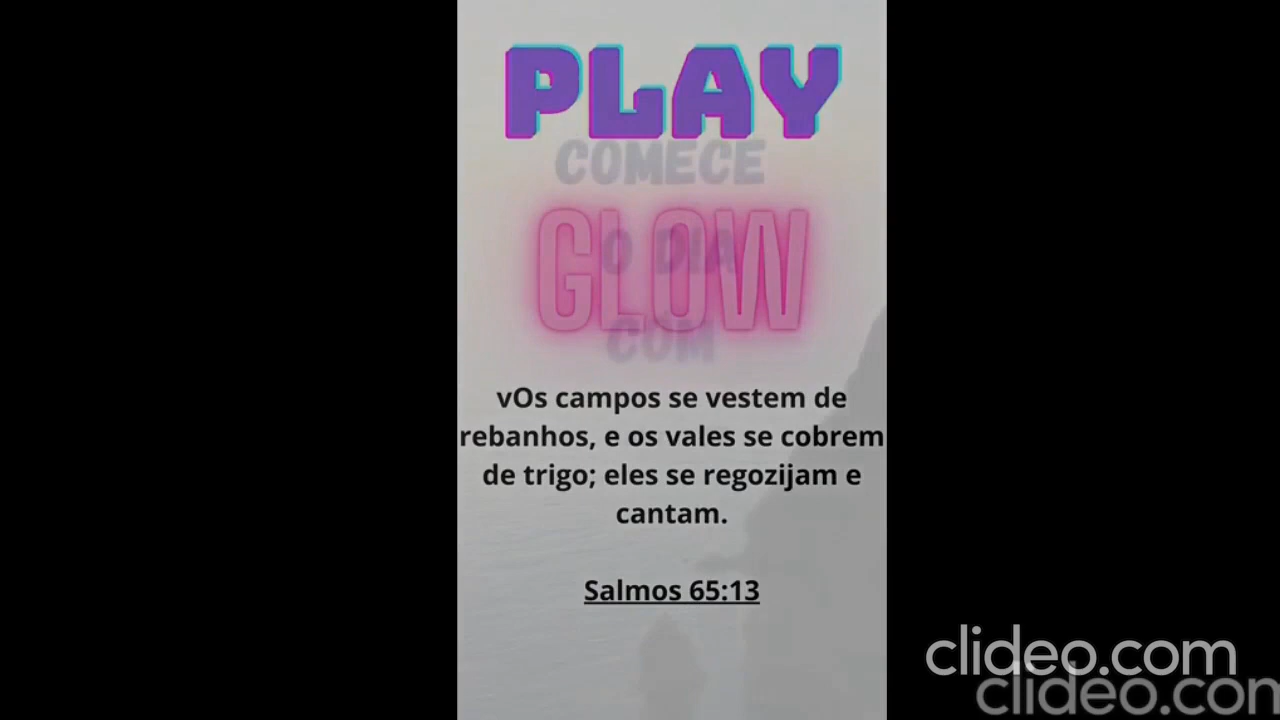 PLAY
COMECE
GLOW
O DIA
COM
vOs campos se vestem de
rebanhos, e os vales se cobrem
de trigo; eles se regozijam e
cantam.
Salmos 65:13
clideo.com
clideo.com